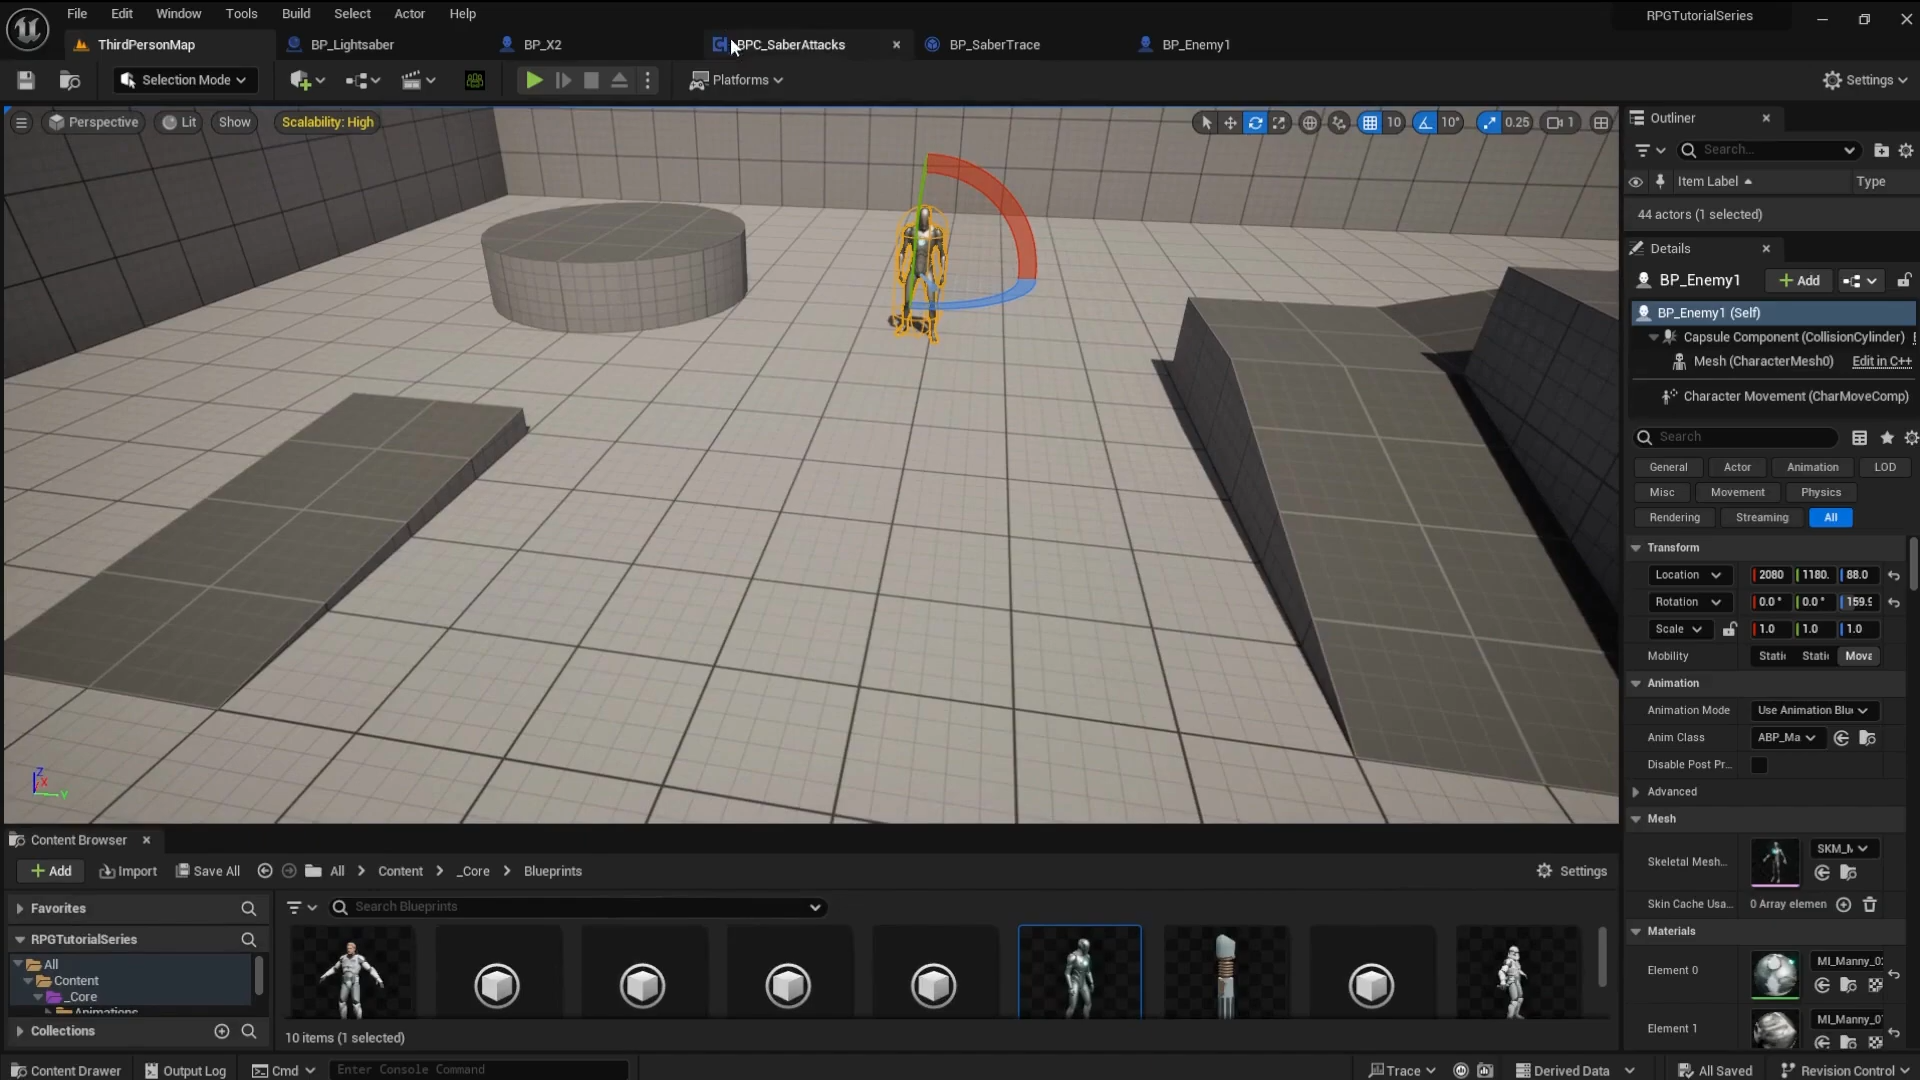 File Edit Window Tools Build Select Actor Help
RPGTutorialSeries
ThirdPersonMap BP_Lightsaber BP_X2 BPC_SaberAttacks BP_SaberTrace BP_Enemy1
Selection Mode Platforms Settings
Perspective Lit Show Scalability: High 10 10° 0.25 1
Outliner
Search...
Item Label Type
44 actors (1 selected)
Details
BP_Enemy1 Add
BP_Enemy1 (Self)
Capsule Component (CollisionCylinder)
Mesh (CharacterMesh0) Edit in C++
Character Movement (CharMoveComp)
Search
General Actor Animation LOD
Misc Movement Physics
Rendering Streaming All
Transform
Location 2080 1180. 88.0
Rotation 0.0° 0.0° 159.9
Scale 1.0 1.0 1.0
Mobility Stati Stati Mova
Animation
Animation Mode Use Animation Blu
Anim Class ABP_Ma
Disable Post Pr...
Advanced
Mesh
Skeletal Mesh... SKM_M
Skin Cache Usa... 0 Array elemen
Materials
Element 0 MI_Manny_02
Element 1 MI_Manny_01
Z X Y
Content Browser
Add Import Save All All Content _Core Blueprints Settings
Favorites Search Blueprints
RPGTutorialSeries
All
Content
_Core
Animations
Collections 10 items (1 selected)
Content Drawer Output Log Cmd Enter Console Command Trace Derived Data All Saved Revision Control